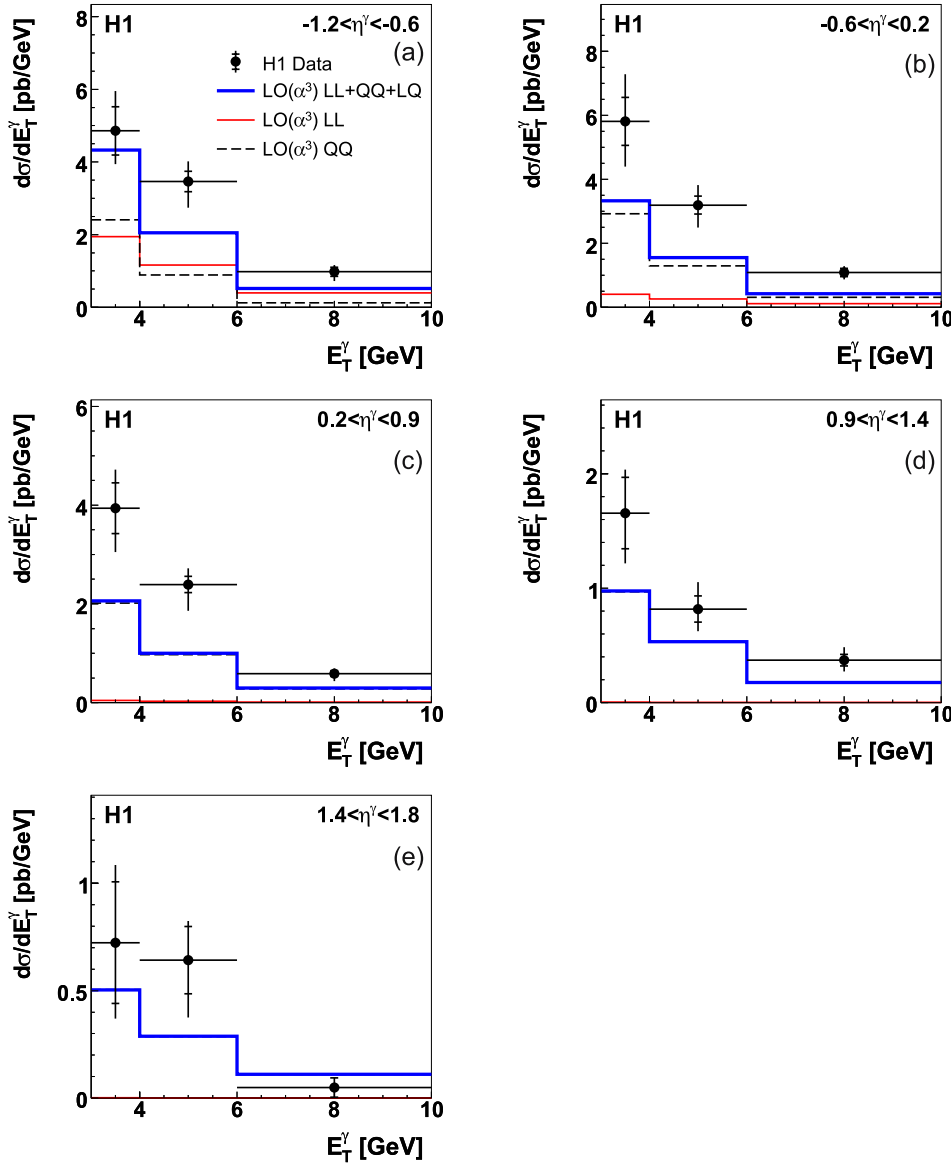 H1
-1.2<η^γ<-0.6
(a)
H1 Data
LO(α³) LL+QQ+LQ
LO(α³) LL
LO(α³) QQ
dσ/dE_T^γ [pb/GeV]
8
6
4
2
0
4 6 8 10
E_T^γ [GeV]
H1
-0.6<η^γ<0.2
(b)
dσ/dE_T^γ [pb/GeV]
8
6
4
2
0
4 6 8 10
E_T^γ [GeV]
H1
0.2<η^γ<0.9
(c)
dσ/dE_T^γ [pb/GeV]
6
4
2
0
4 6 8 10
E_T^γ [GeV]
H1
0.9<η^γ<1.4
(d)
dσ/dE_T^γ [pb/GeV]
2
1
0
4 6 8 10
E_T^γ [GeV]
H1
1.4<η^γ<1.8
(e)
dσ/dE_T^γ [pb/GeV]
1
0.5
0
4 6 8 10
E_T^γ [GeV]